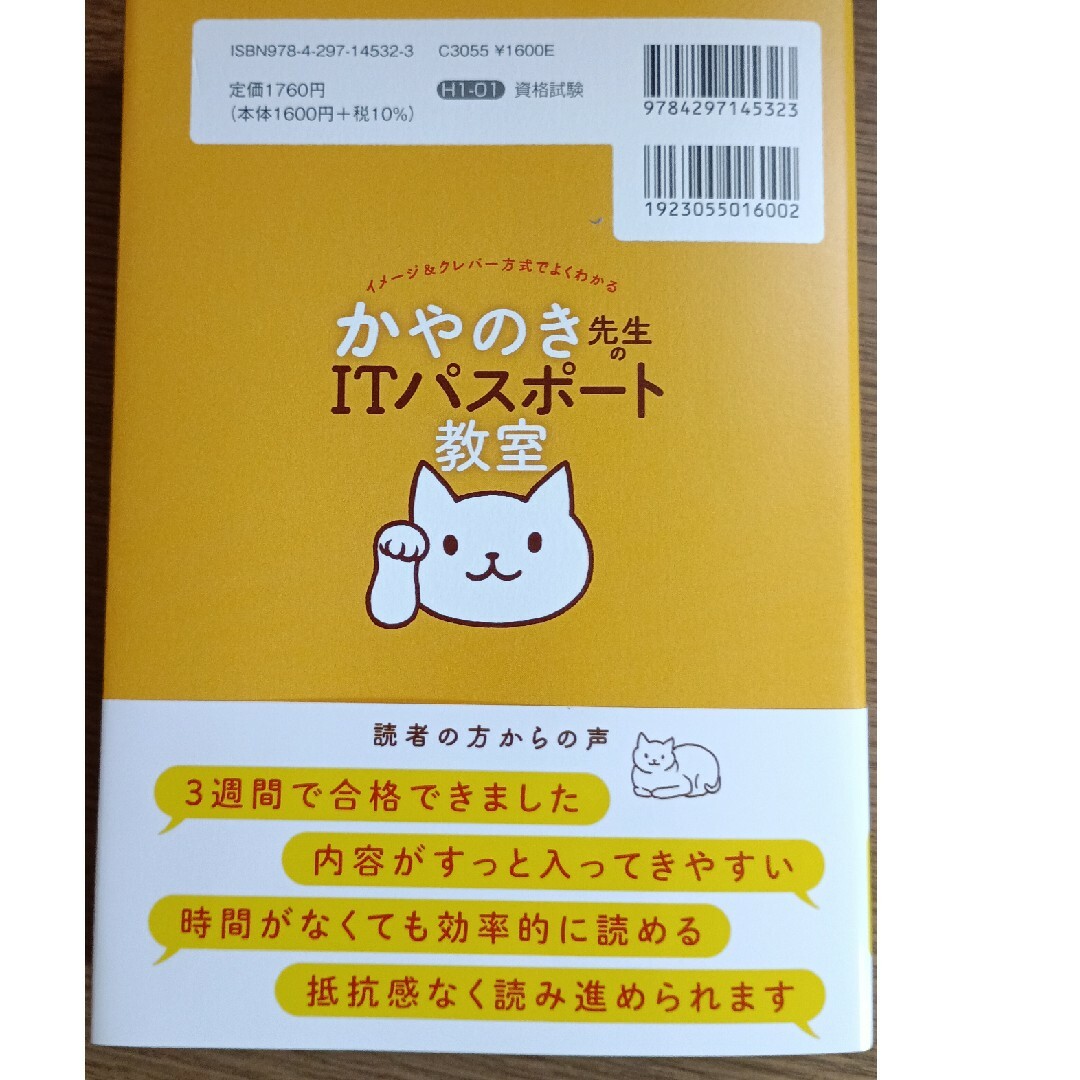 ISBN978-4-297-14532-3 C3055 ¥1600E
定価1760円 H1-01 資格試験
（本体1600円＋税10%）
9784297145323
1923055016002
イメージ&クレバー方式でよくわかる
かやのき先生の
ITパスポート
教室
読者の方からの声
3週間で合格できました
内容がすっと入ってきやすい
時間がなくても効率的に読める
抵抗感なく読み進められます